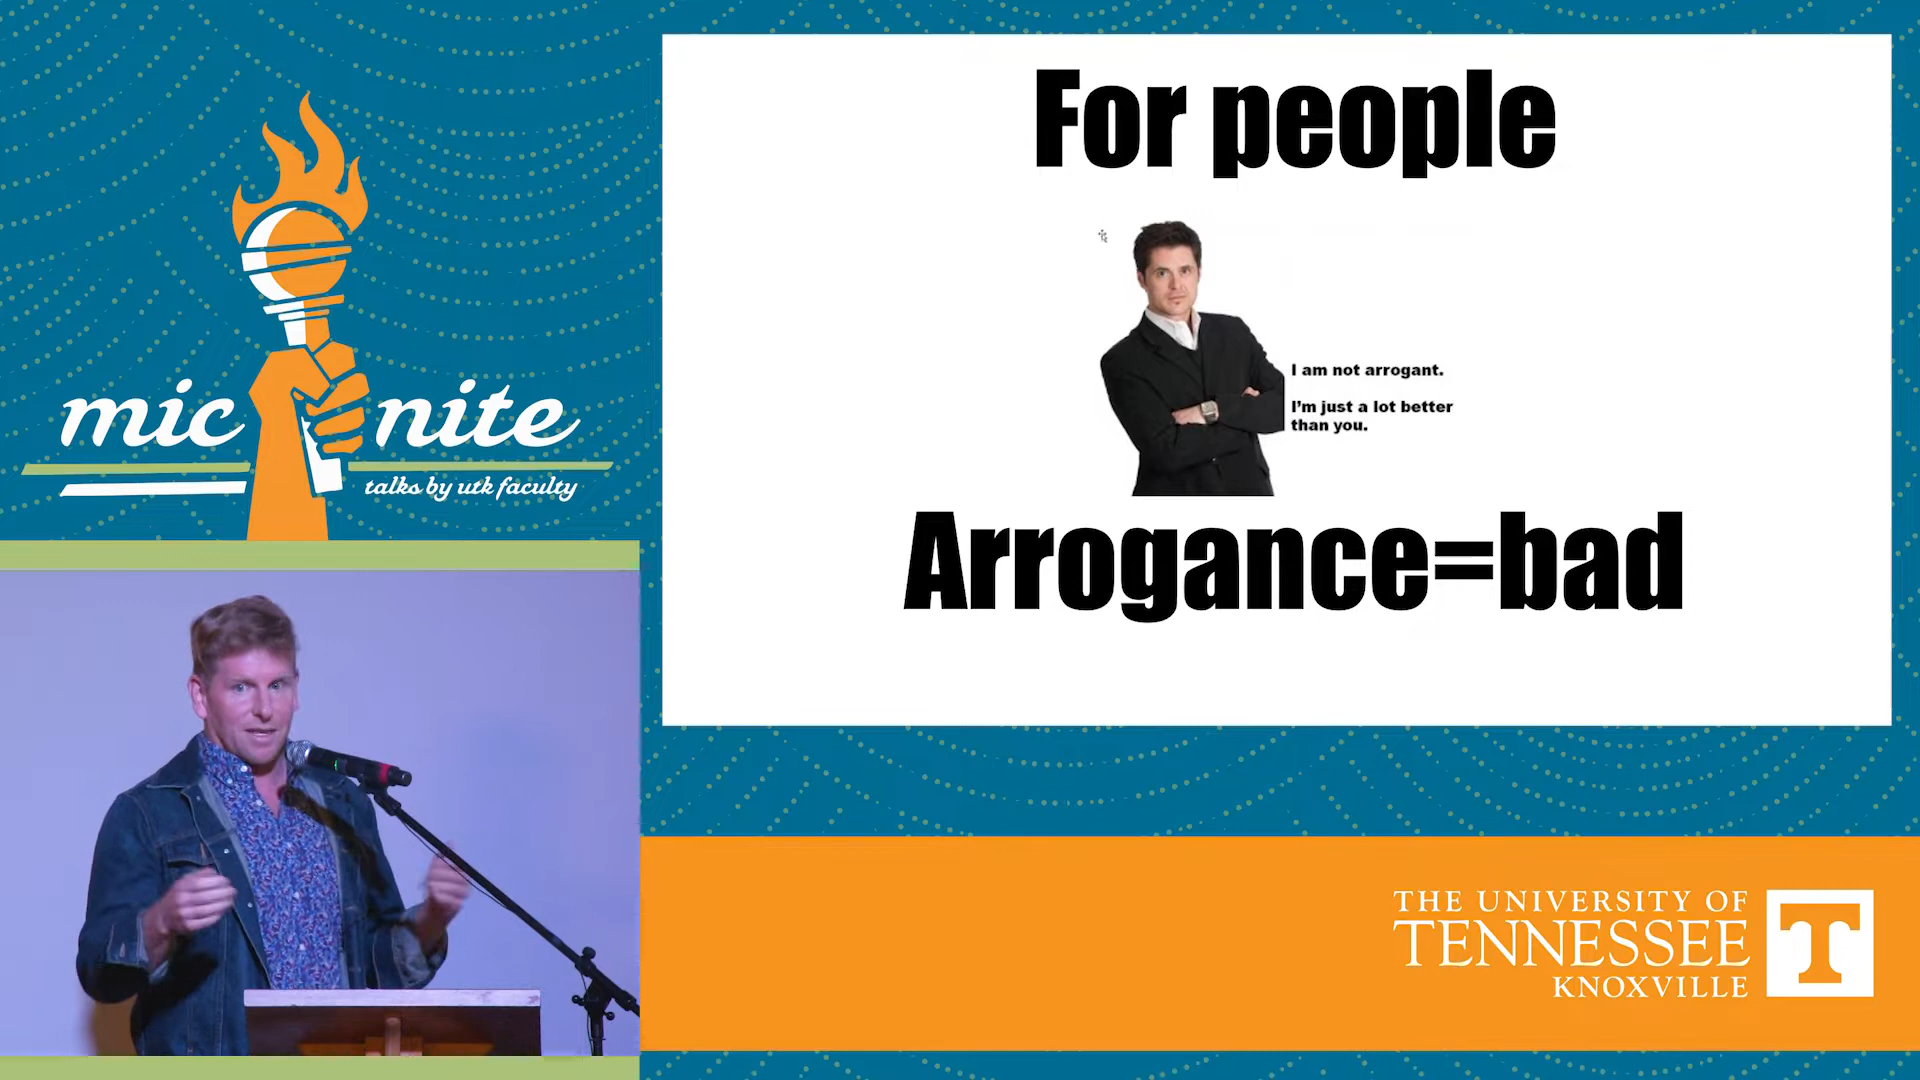 mic nite
talks by utk faculty
For people
I am not arrogant.
I'm just a lot better
than you.
Arrogance=bad
THE UNIVERSITY OF
TENNESSEE
KNOXVILLE
T